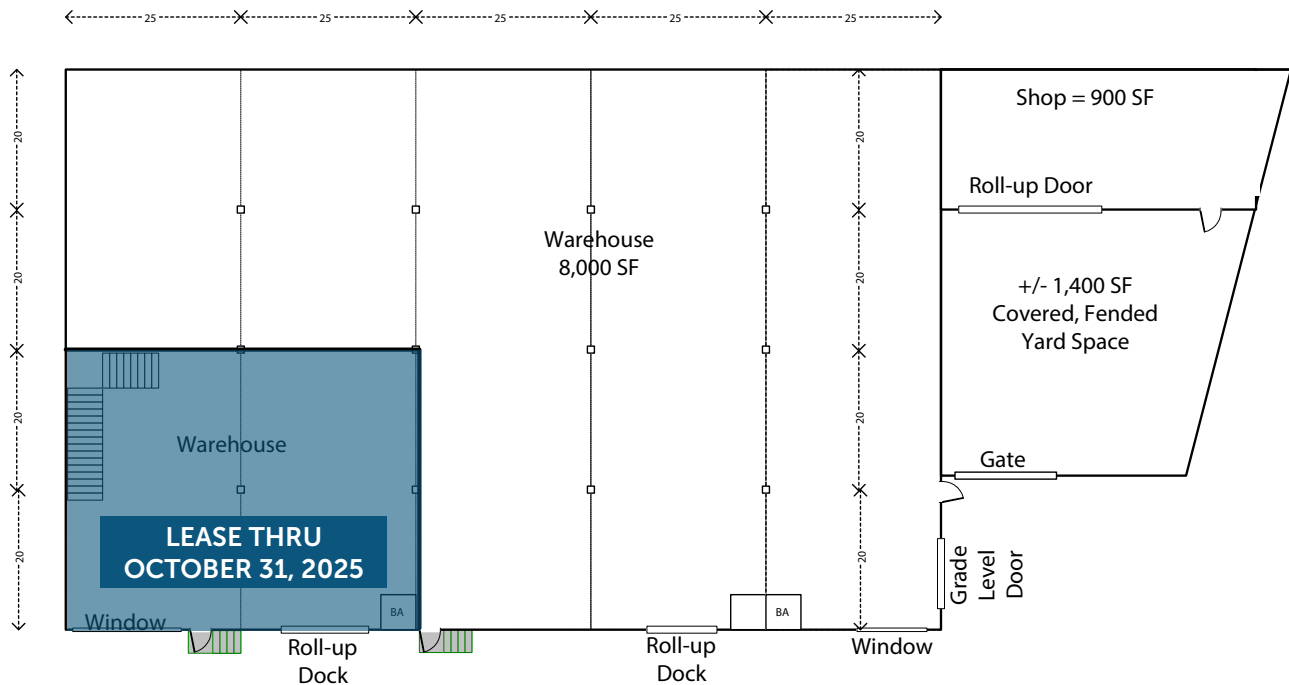 25 25 25 25 25
Shop = 900 SF
20 20
Roll-up Door
Warehouse
8,000 SF
20 20
+/- 1,400 SF
Covered, Fended
Yard Space
20 20
Warehouse
Gate
LEASE THRU
OCTOBER 31, 2025
20 20
Grade
Level
Door
BA BA
Window
Roll-up
Dock
Roll-up
Dock
Window